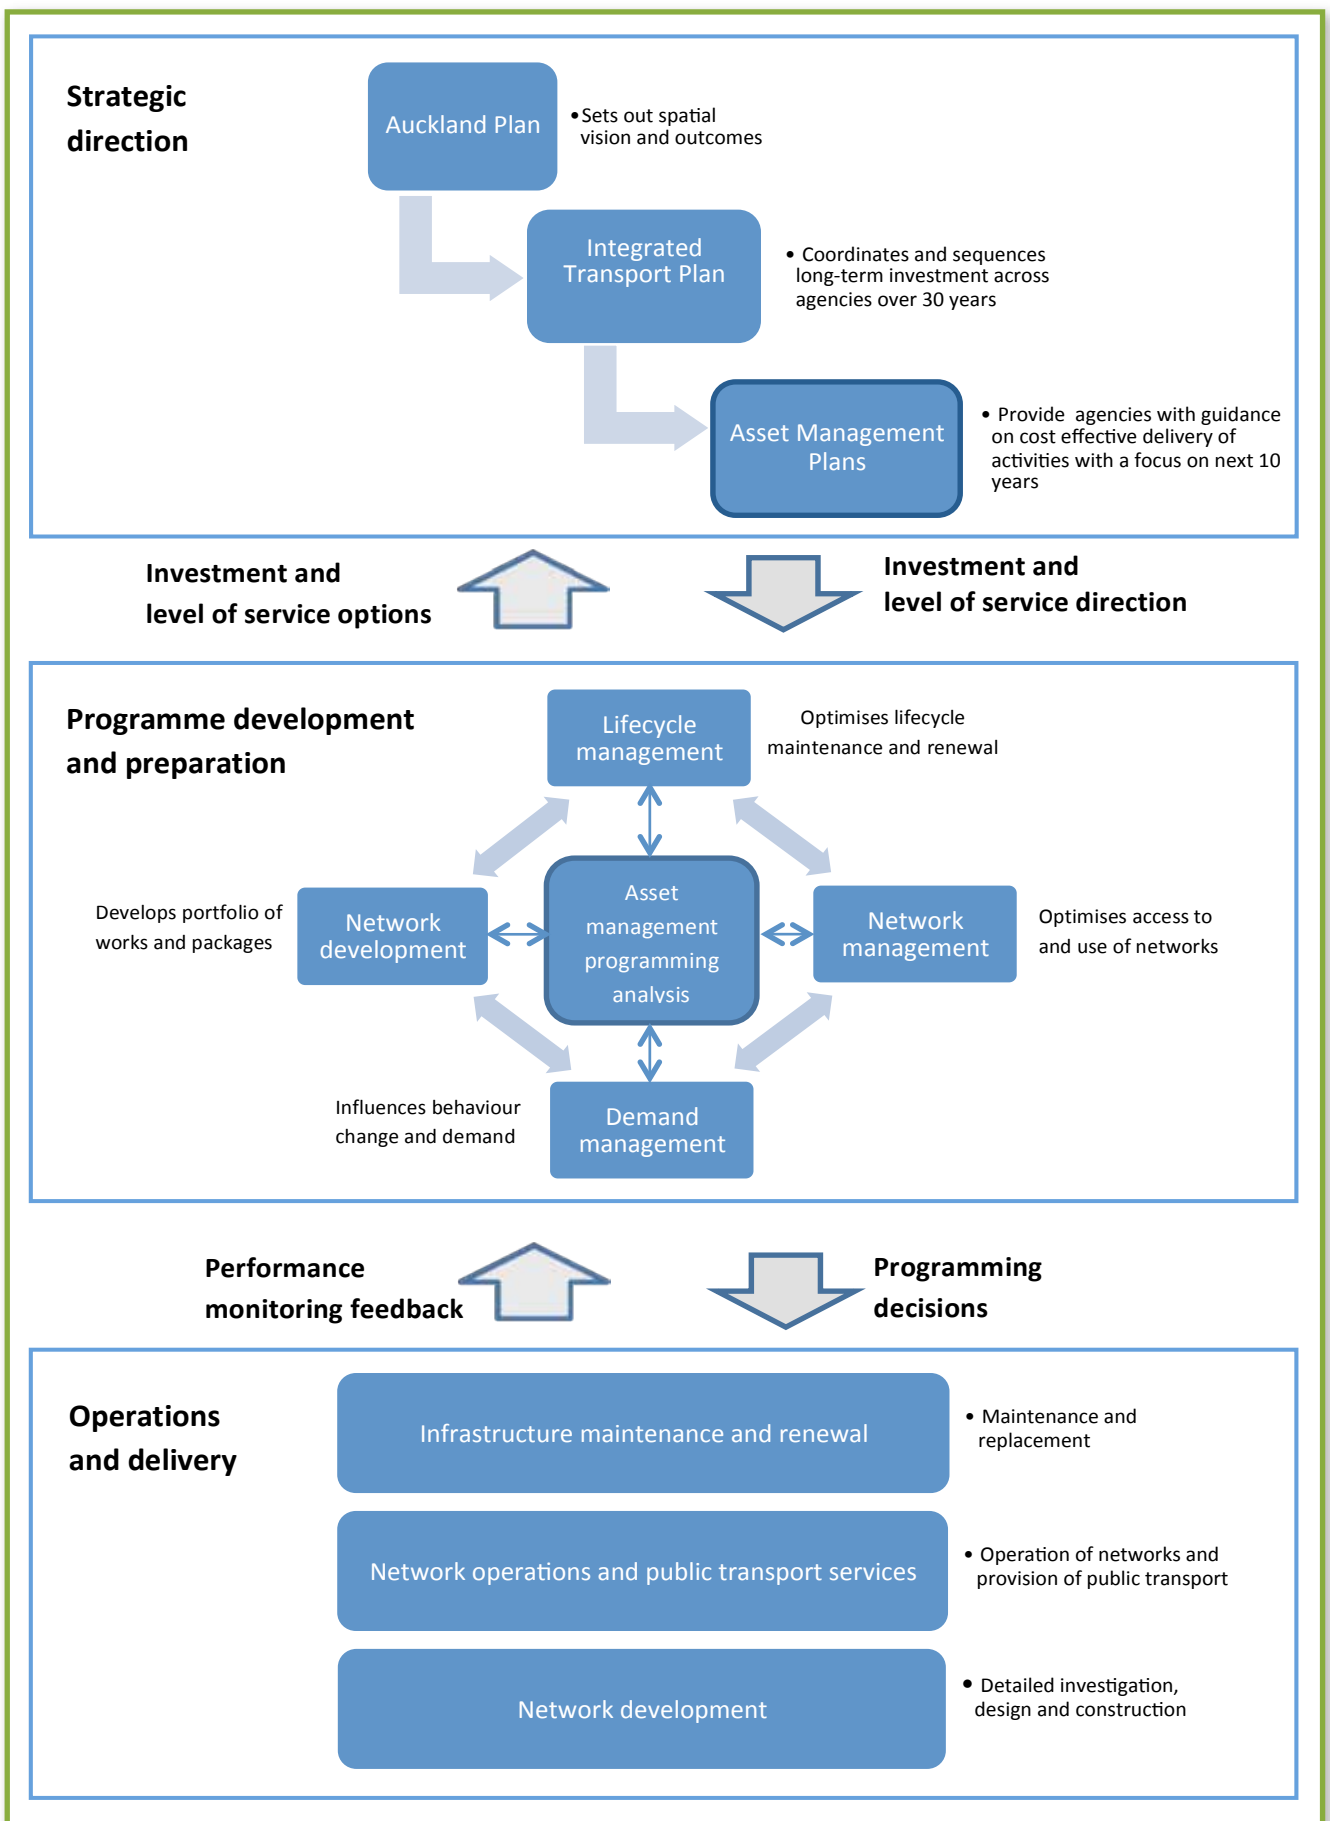 Strategic
direction
Auckland Plan
•Sets out spatial
vision and outcomes
Integrated
Transport Plan
• Coordinates and sequences
long-term investment across
agencies over 30 years
Asset Management
Plans
• Provide agencies with guidance
on cost effective delivery of
activities with a focus on next 10
years
Investment and
level of service options
Investment and
level of service direction
Programme development
and preparation
Lifecycle
management
Optimises lifecycle
maintenance and renewal
Develops portfolio of
works and packages
Network
development
Asset
management
programming
analysis
Network
management
Optimises access to
and use of networks
Influences behaviour
change and demand
Demand
management
Performance
monitoring feedback
Programming
decisions
Operations
and delivery
Infrastructure maintenance and renewal
• Maintenance and
replacement
Network operations and public transport services
• Operation of networks and
provision of public transport
Network development
• Detailed investigation,
design and construction